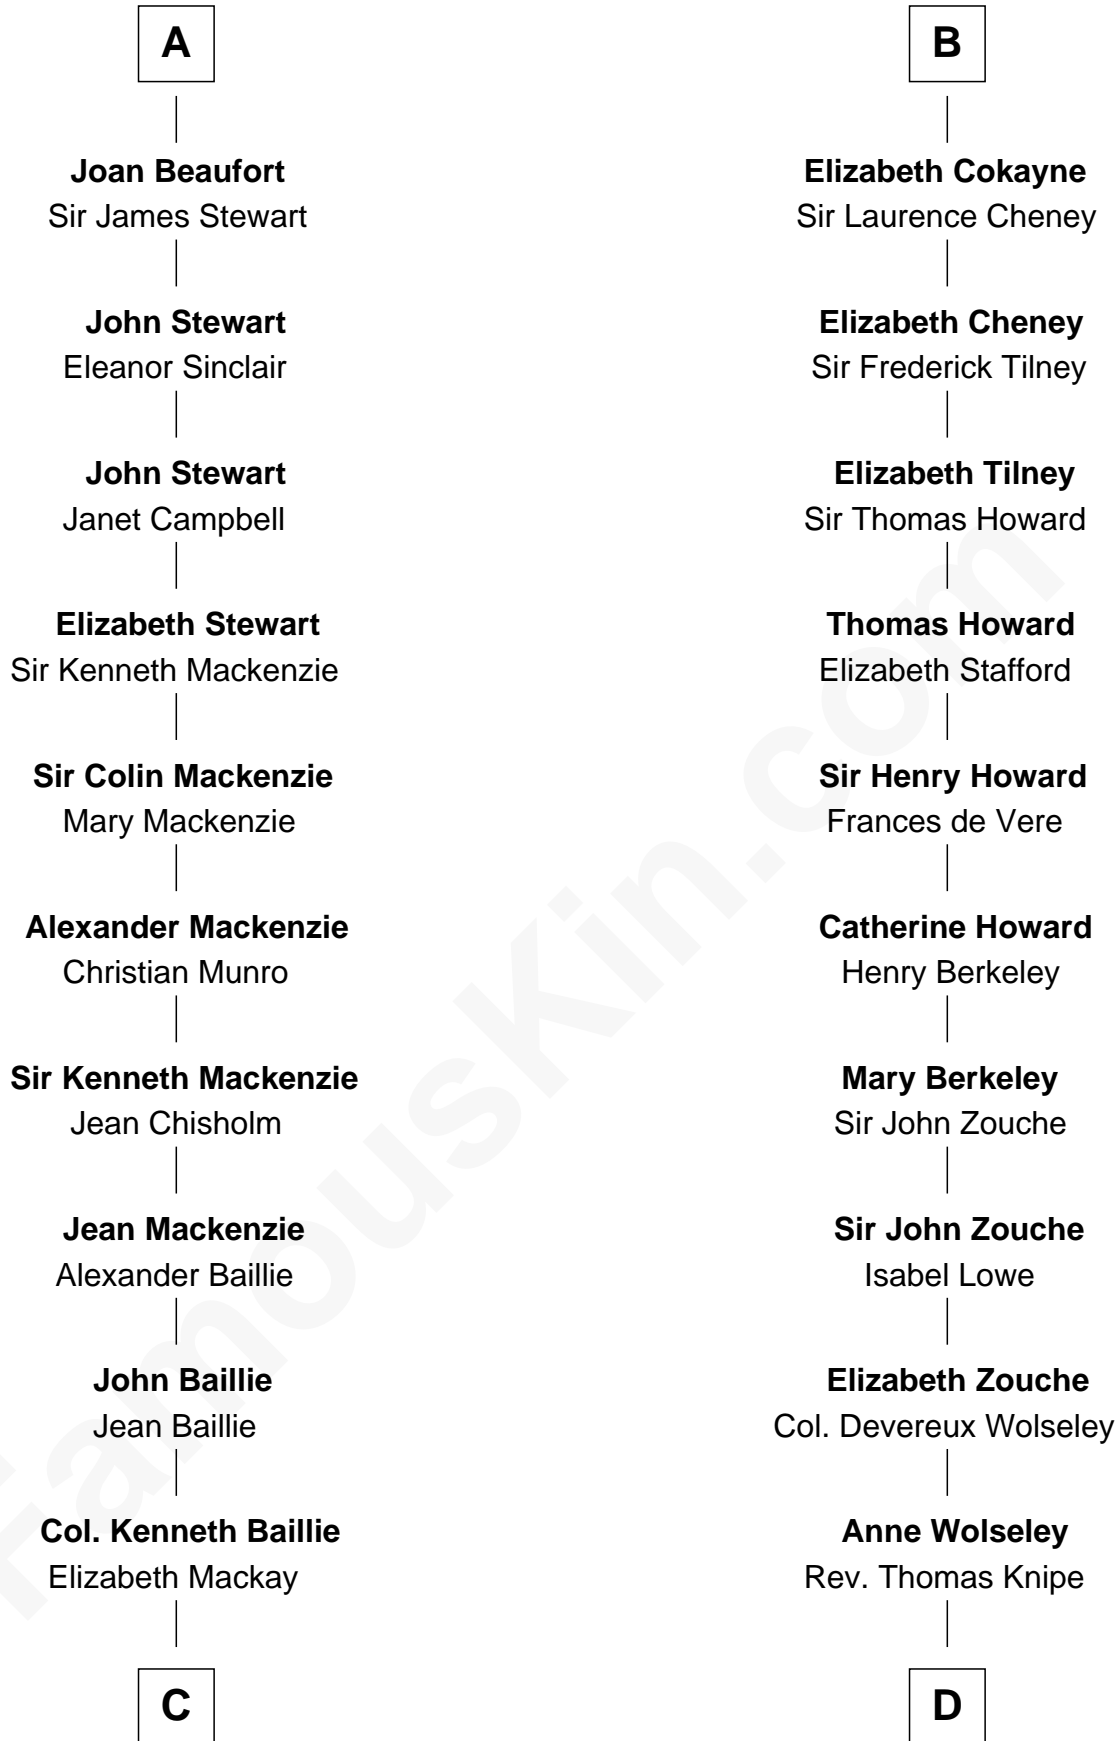 A
Joan Beaufort
Sir James Stewart
John Stewart
Eleanor Sinclair
John Stewart
Janet Campbell
Elizabeth Stewart
Sir Kenneth Mackenzie
Sir Colin Mackenzie
Mary Mackenzie
Alexander Mackenzie
Christian Munro
Sir Kenneth Mackenzie
Jean Chisholm
Jean Mackenzie
Alexander Baillie
John Baillie
Jean Baillie
Col. Kenneth Baillie
Elizabeth Mackay
C
B
Elizabeth Cokayne
Sir Laurence Cheney
Elizabeth Cheney
Sir Frederick Tilney
Elizabeth Tilney
Sir Thomas Howard
Thomas Howard
Elizabeth Stafford
Sir Henry Howard
Frances de Vere
Catherine Howard
Henry Berkeley
Mary Berkeley
Sir John Zouche
Sir John Zouche
Isabel Lowe
Elizabeth Zouche
Col. Devereux Wolseley
Anne Wolseley
Rev. Thomas Knipe
D
FamousKin.com